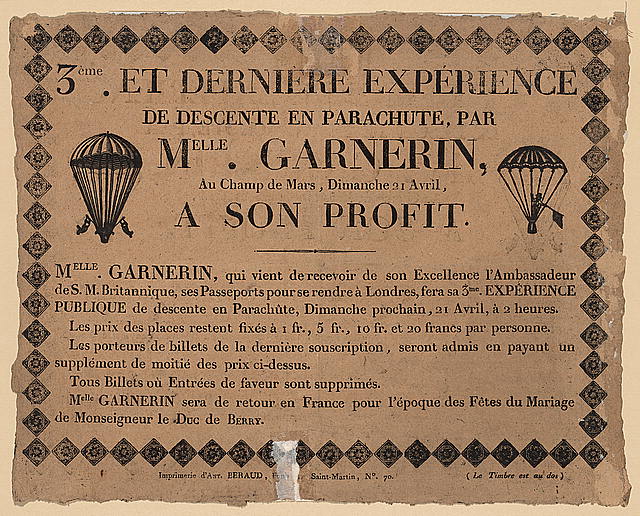 3ème. ET DERNIERE EXPÉRIENCE
DE DESCENTE EN PARACHUTE, PAR
MELLE. GARNERIN,
Au Champ de Mars, Dimanche 21 Avril,
A SON PROFIT.
MELLE. GARNERIN, qui vient de recevoir de son Excellence l'Ambassadeur
de S. M. Britannique, ses Passeports pour se rendre à Londres, fera sa 3me. EXPÉRIENCE
PUBLIQUE de descente en Parachûte, Dimanche prochain, 21 Avril, à 2 heures.
Les prix des places restent fixés à 1 fr., 5 fr., 10 fr. et 20 francs par personne.
Les porteurs de billets de la dernière souscription, seront admis en payant un
supplément de moitié des prix ci-dessus.
Tous Billets où Entrées de faveur sont supprimés.
Melle GARNERIN sera de retour en France pour l'époque des Fêtes du Mariage
de Monseigneur le Duc de BERRY.
Imprimerie d'Ant. BERAUD, Saint-Martin, No. 70.
(Le Timbre est au dos)